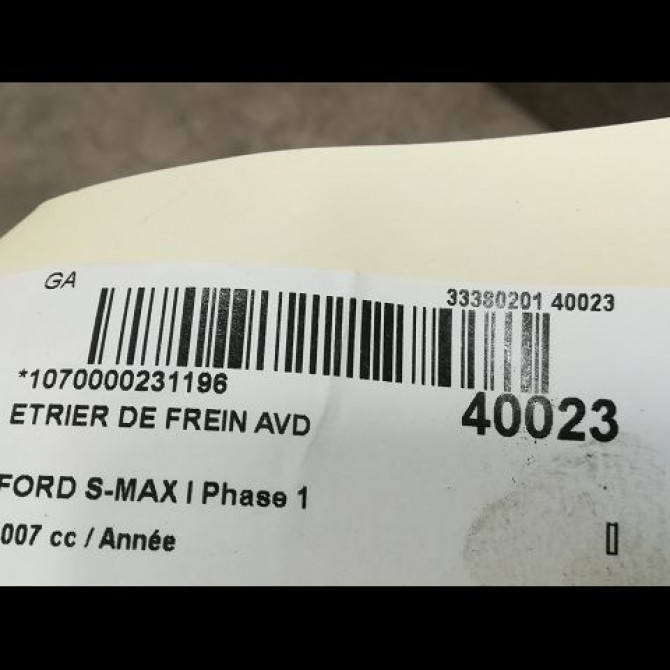 GA
33380201 40023
*1070000231196
ETRIER DE FREIN AVD
40023
FORD S-MAX I Phase 1
007 cc / Année